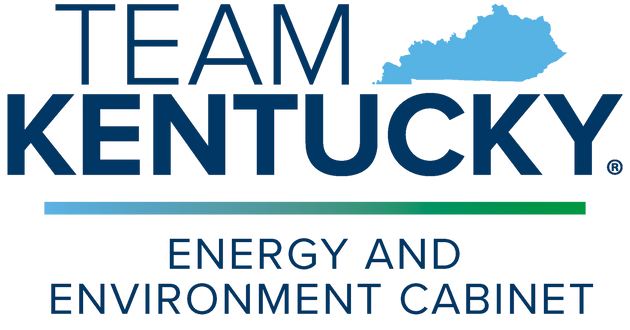 TEAM
KENTUCKY®
ENERGY AND
ENVIRONMENT CABINET